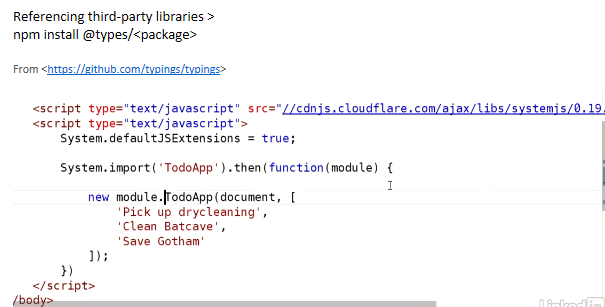 Referencing third-party libraries >
npm install @types/<package>
From <https://github.com/typings/typings>
<script type="text/javascript" src="//cdnjs.cloudflare.com/ajax/libs/systemjs/0.19.
<script type="text/javascript">
System.defaultJSExtensions = true;
System.import('TodoApp').then(function(module) {
new module.TodoApp(document, [
'Pick up drycleaning',
'Clean Batcave',
'Save Gotham'
]);
})
</script>
/body>
LinkedIn